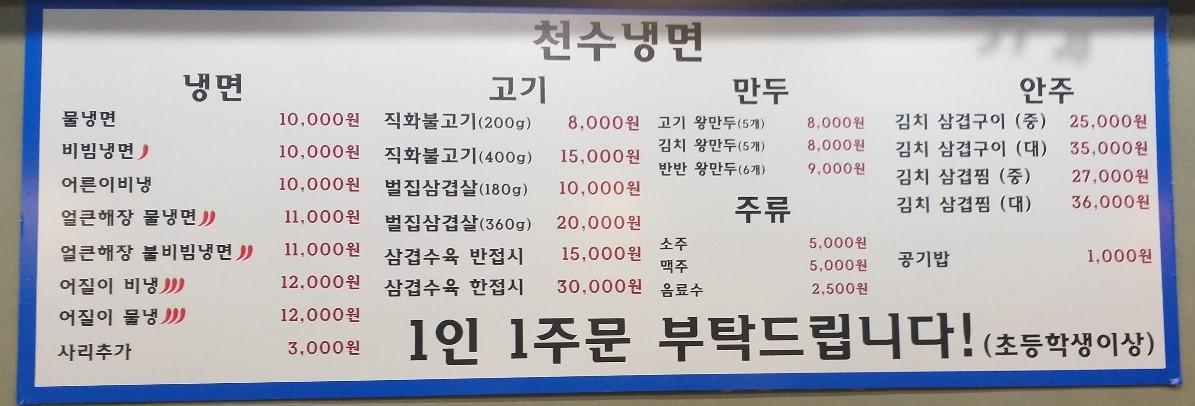 천수냉면
냉면
물냉면 10,000원
비빔냉면 10,000원
어른이비냉 10,000원
얼큰해장 물냉면 11,000원
얼큰해장 불비빔냉면 11,000원
어질이 비냉 12,000원
어질이 물냉 12,000원
사리추가 3,000원
고기
직화불고기(200g) 8,000원
직화불고기(400g) 15,000원
벌집삼겹살(180g) 10,000원
벌집삼겹살(360g) 20,000원
삼겹수육 반접시 15,000원
삼겹수육 한접시 30,000원
만두
고기 왕만두(5개) 8,000원
김치 왕만두(5개) 8,000원
반반 왕만두(6개) 9,000원
주류
소주 5,000원
맥주 5,000원
음료수 2,500원
안주
김치 삼겹구이 (중) 25,000원
김치 삼겹구이 (대) 35,000원
김치 삼겹찜 (중) 27,000원
김치 삼겹찜 (대) 36,000원
공기밥 1,000원
1인 1주문 부탁드립니다! (초등학생이상)